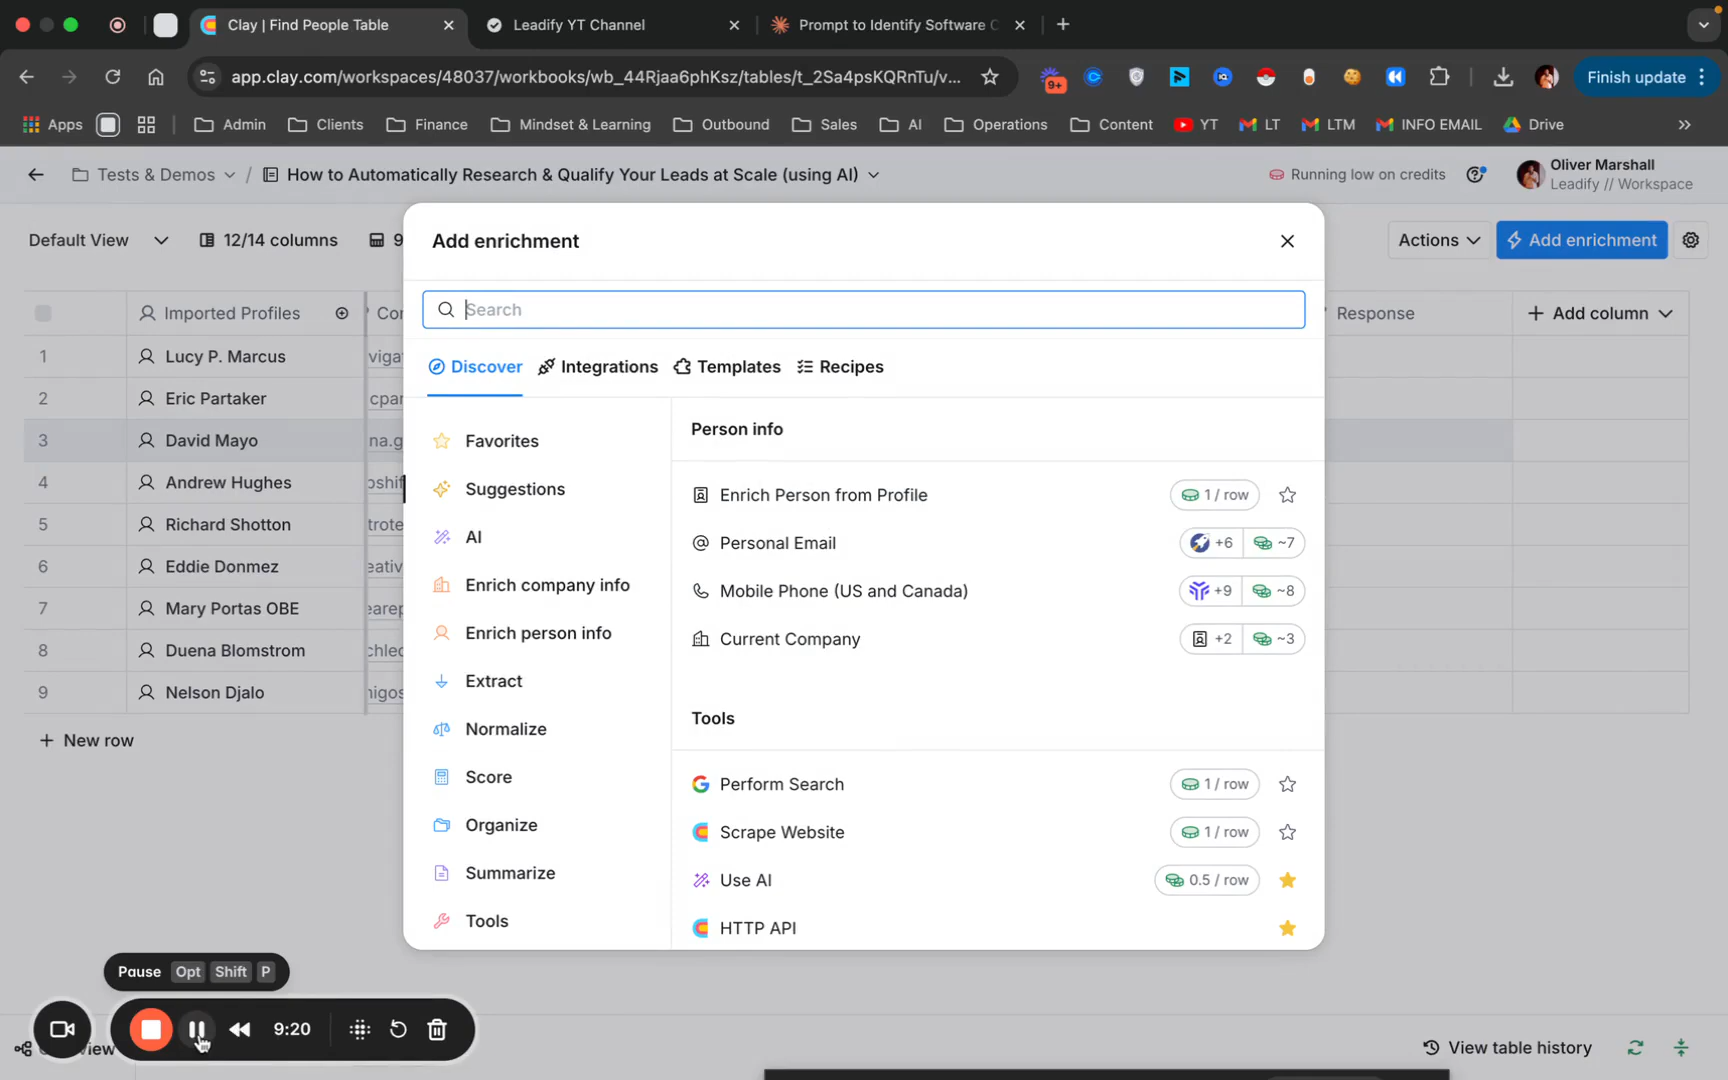 Clay | Find People Table
Leadify YT Channel
Prompt to Identify Software C
app.clay.com/workspaces/48037/workbooks/wb_44Rjaa6phKsz/tables/t_2Sa4psKQRnTu/v...
9+
Finish update
Apps
Admin
Clients
Finance
Mindset & Learning
Outbound
Sales
AI
Operations
Content
YT
LT
LTM
INFO EMAIL
Drive
Tests & Demos
/
How to Automatically Research & Qualify Your Leads at Scale (using AI)
Running low on credits
Oliver Marshall
Leadify // Workspace
Default View
12/14 columns
9
Actions
Add enrichment
Imported Profiles
Response
Add column
1 Lucy P. Marcus
2 Eric Partaker
3 David Mayo
4 Andrew Hughes
5 Richard Shotton
6 Eddie Donmez
7 Mary Portas OBE
8 Duena Blomstrom
9 Nelson Djalo
+ New row
Add enrichment
Search
Discover
Integrations
Templates
Recipes
Favorites
Suggestions
AI
Enrich company info
Enrich person info
Extract
Normalize
Score
Organize
Summarize
Tools
Person info
Enrich Person from Profile 1 / row
Personal Email +6 ~7
Mobile Phone (US and Canada) +9 ~8
Current Company +2 ~3
Tools
Perform Search 1 / row
Scrape Website 1 / row
Use AI 0.5 / row
HTTP API
Pause Opt Shift P
9:20
View table history